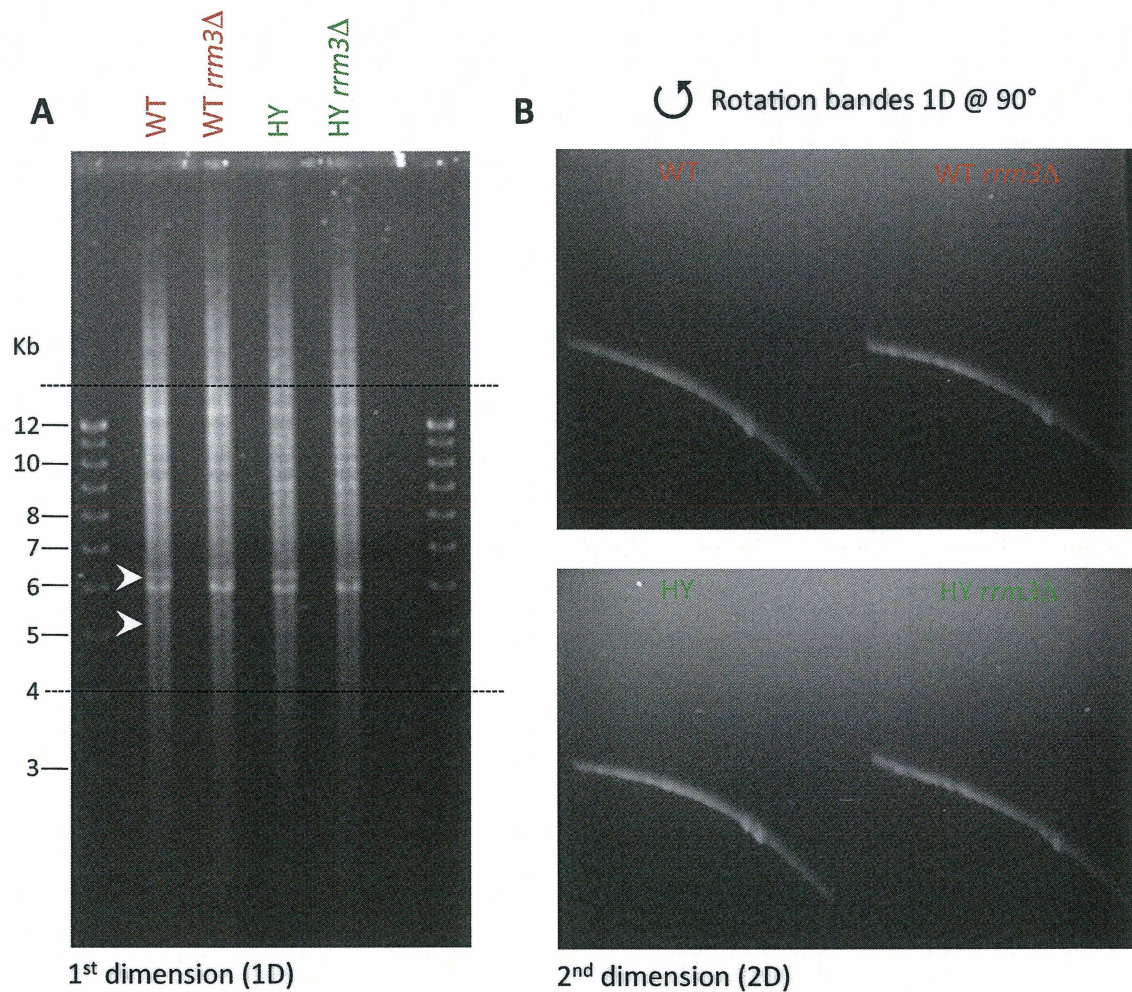 A
WT
WT rrm3Δ
HY
HY rrm3Δ
Kb
12
10
8
7
6
5
4
3
1st dimension (1D)
B
Rotation bandes 1D @ 90°
WT
WT rrm3Δ
HY
HY rrm3Δ
2nd dimension (2D)